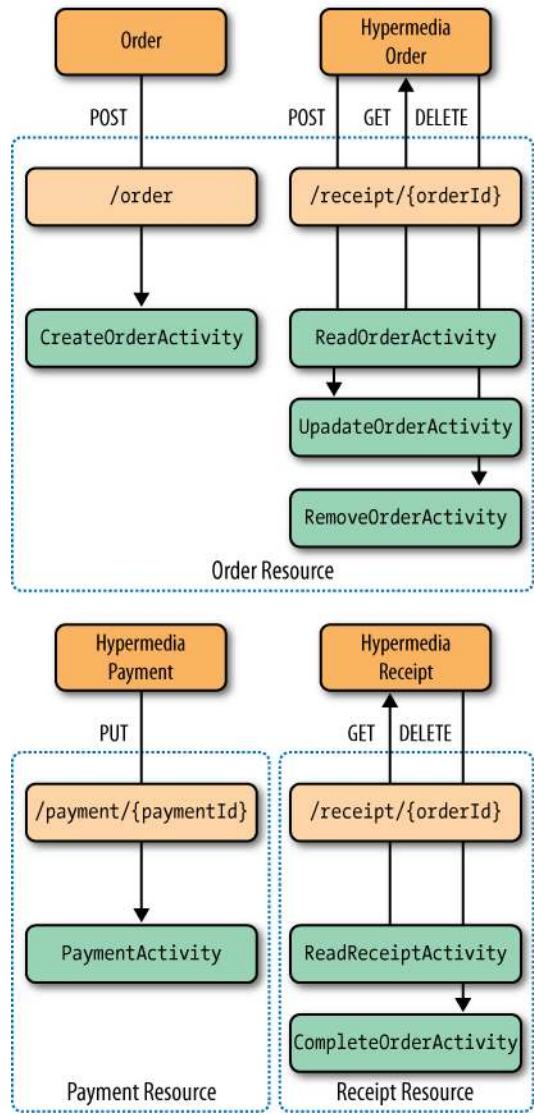 Order
Hypermedia
Order
POST
POST
GET
DELETE
/order
/receipt/{orderId}
CreateOrderActivity
ReadOrderActivity
UpadateOrderActivity
RemoveOrderActivity
Order Resource
Hypermedia
Payment
Hypermedia
Receipt
PUT
GET
DELETE
/payment/{paymentId}
/receipt/{orderId}
PaymentActivity
ReadReceiptActivity
CompleteOrderActivity
Payment Resource
Receipt Resource